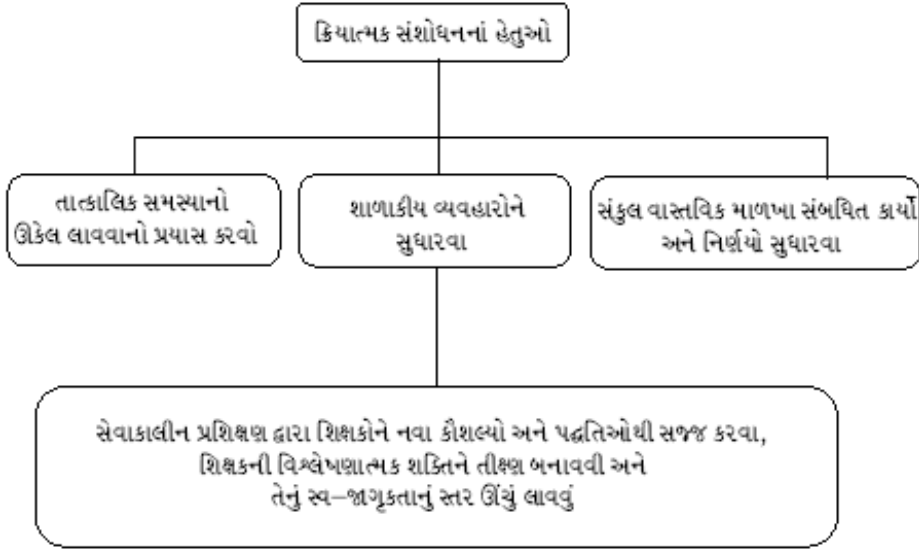 ક્રિયાત્મક સંશોધનનાં હેતુઓ
તાત્કાલિક સમસ્યાનો
ઊકેલ લાવવાનો પ્રયાસ કરવો
શાળાકીય વ્યવહારોને
સુધારવા
સંકુલ વાસ્તવિક માળખા સંબધિત કાર્યો
અને નિર્ણયો સુધારવા
સેવાકાલીન પ્રશિક્ષણ દ્વારા શિક્ષકોને નવા કૌશલ્યો અને પદ્ધતિઓથી સજ્જ કરવા,
શિક્ષકની વિશ્લેષણાત્મક શક્તિને તીક્ષ્ણ બનાવવી અને
તેનું સ્વ–જાગૃકતાનું સ્તર ઊંચું લાવવું